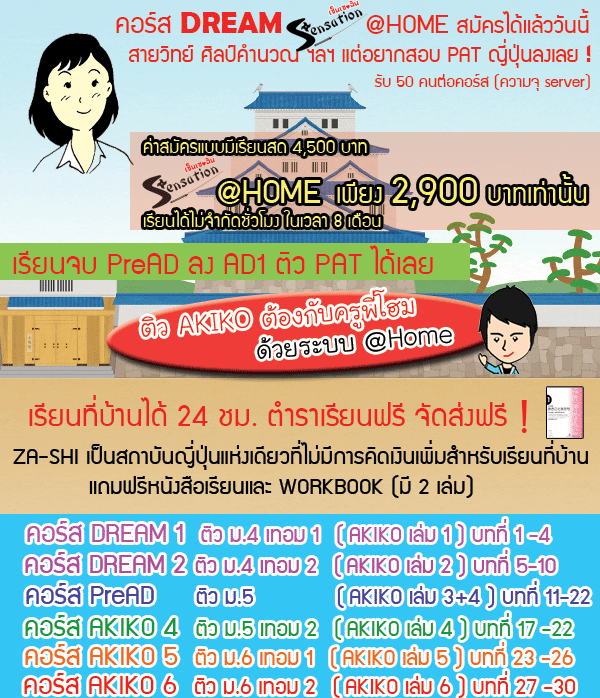 คอร์ส DREAM เซ็นเซชั่น Sensation @HOME สมัครได้แล้ววันนี้
สายวิทย์ ศิลป์คำนวณ ฯลฯ แต่อยากสอบ PAT ญี่ปุ่นลงเลย !
รับ 50 คนต่อคอร์ส (ความจุ server)
ค่าสมัครแบบมีเรียนสด 4,500 บาท
เซ็นเซชั่น Sensation @HOME เพียง 2,900 บาทเท่านั้น
เรียนได้ไม่จำกัดชั่วโมง ในเวลา 8 เดือน
เรียนจบ PreAD ลง AD1 ติว PAT ได้เลย
ติว AKIKO ต้องกับครูพี่โฮม
ด้วยระบบ @Home
เรียนที่บ้านได้ 24 ชม. ตำราเรียนฟรี จัดส่งฟรี !
ZA-SHI เป็นสถาบันญี่ปุ่นแห่งเดียวที่ไม่มีการคิดเงินเพิ่มสำหรับเรียนที่บ้าน
แถมฟรีหนังสือเรียนและ WORKBOOK (มี 2 เล่ม)
คอร์ส DREAM 1 ติว ม.4 เทอม 1 ( AKIKO เล่ม 1 ) บทที่ 1 -4
คอร์ส DREAM 2 ติว ม.4 เทอม 2 ( AKIKO เล่ม 2 ) บทที่ 5-10
คอร์ส PreAD ติว ม.5 ( AKIKO เล่ม 3+4 ) บทที่ 11-22
คอร์ส AKIKO 4 ติว ม.5 เทอม 2 ( AKIKO เล่ม 4 ) บทที่ 17 -22
คอร์ส AKIKO 5 ติว ม.6 เทอม 1 ( AKIKO เล่ม 5 ) บทที่ 23 -26
คอร์ส AKIKO 6 ติว ม.6 เทอม 2 ( AKIKO เล่ม 6 ) บทที่ 27 -30